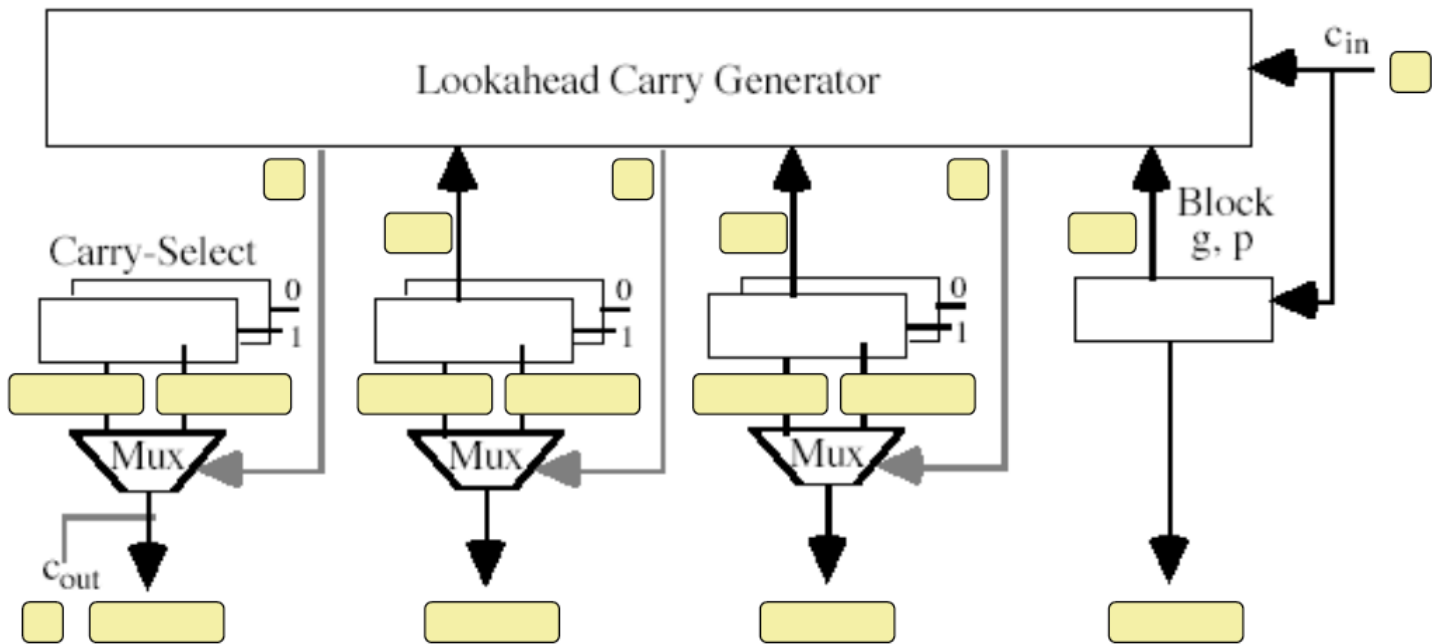 c_in
Lookahead Carry Generator
Block
g, p
Carry-Select
0
1
0
1
0
1
Mux
Mux
Mux
c_out